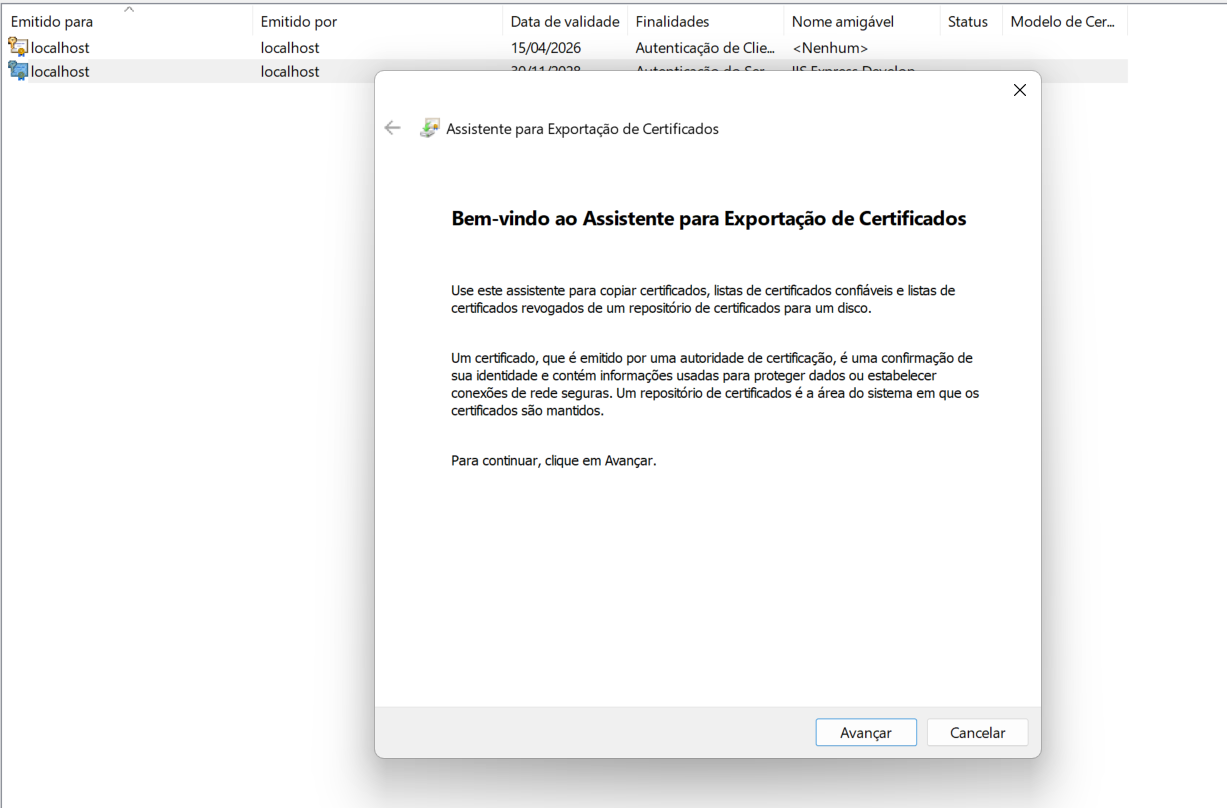 Emitido para Emitido por Data de validade Finalidades Nome amigável Status Modelo de Cer...
localhost localhost 15/04/2026 Autenticação de Clie... <Nenhum>
localhost localhost 30/11/2028 Autenticação do Ser... IIS Express Develop...
Assistente para Exportação de Certificados
Bem-vindo ao Assistente para Exportação de Certificados
Use este assistente para copiar certificados, listas de certificados confiáveis e listas de
certificados revogados de um repositório de certificados para um disco.
Um certificado, que é emitido por uma autoridade de certificação, é uma confirmação de
sua identidade e contém informações usadas para proteger dados ou estabelecer
conexões de rede seguras. Um repositório de certificados é a área do sistema em que os
certificados são mantidos.
Para continuar, clique em Avançar.
Avançar Cancelar